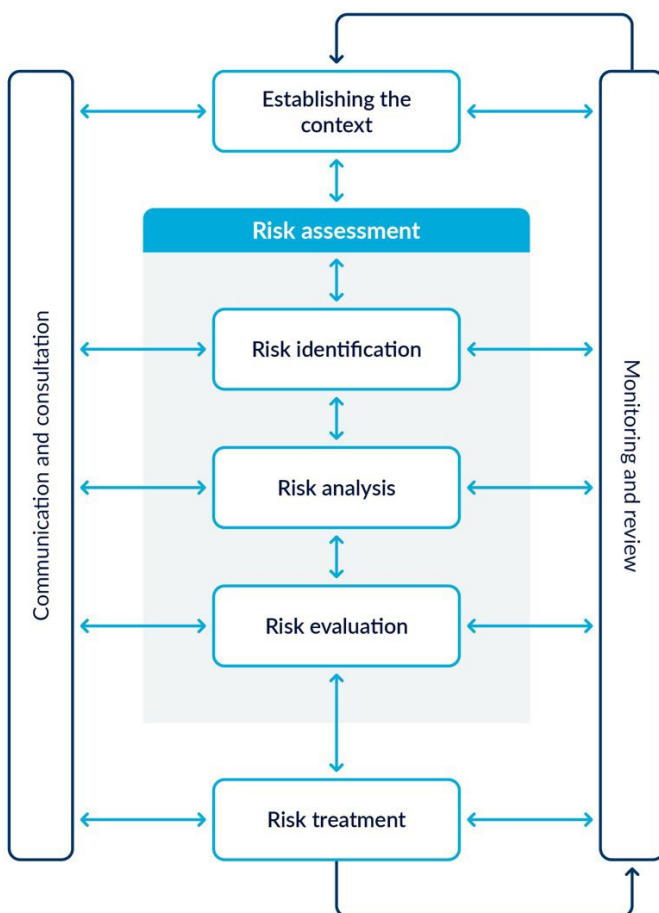 Establishing the
context
Risk assessment
Risk identification
Risk analysis
Risk evaluation
Risk treatment
Communication and consultation
Monitoring and review